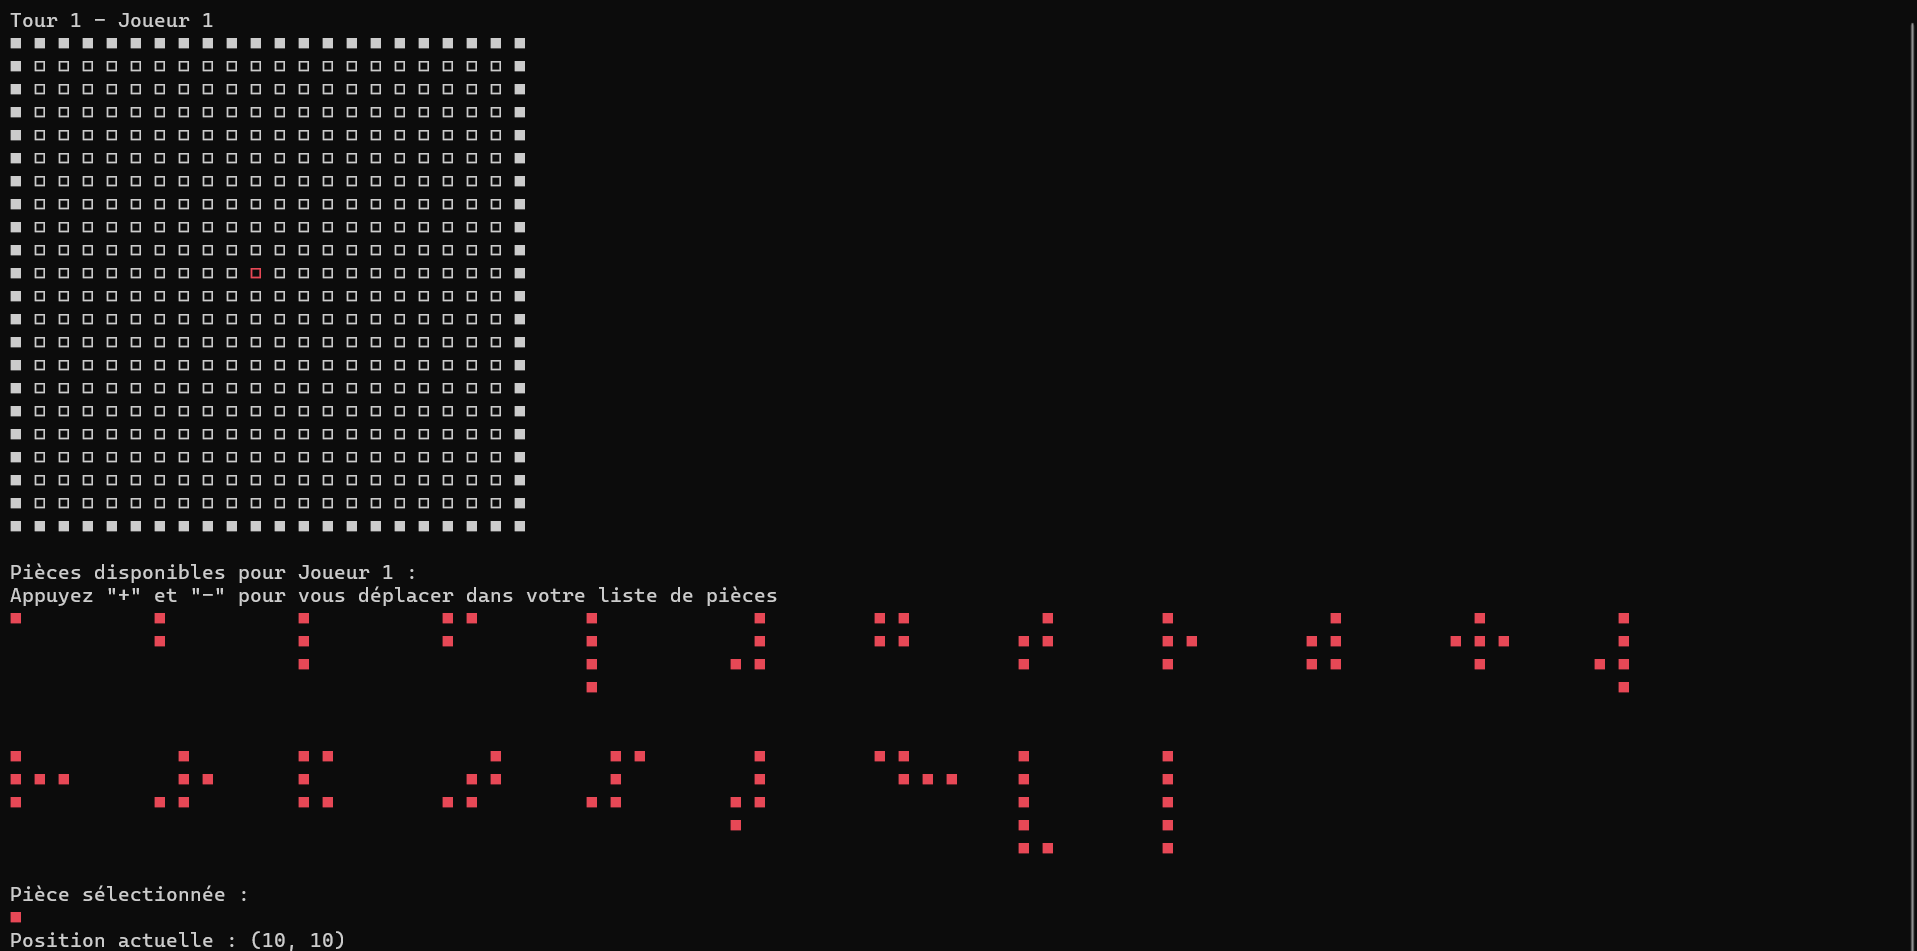 Tour 1 - Joueur 1
Pièces disponibles pour Joueur 1 :
Appuyez "+" et "-" pour vous déplacer dans votre liste de pièces
Pièce sélectionnée :
Position actuelle : (10, 10)